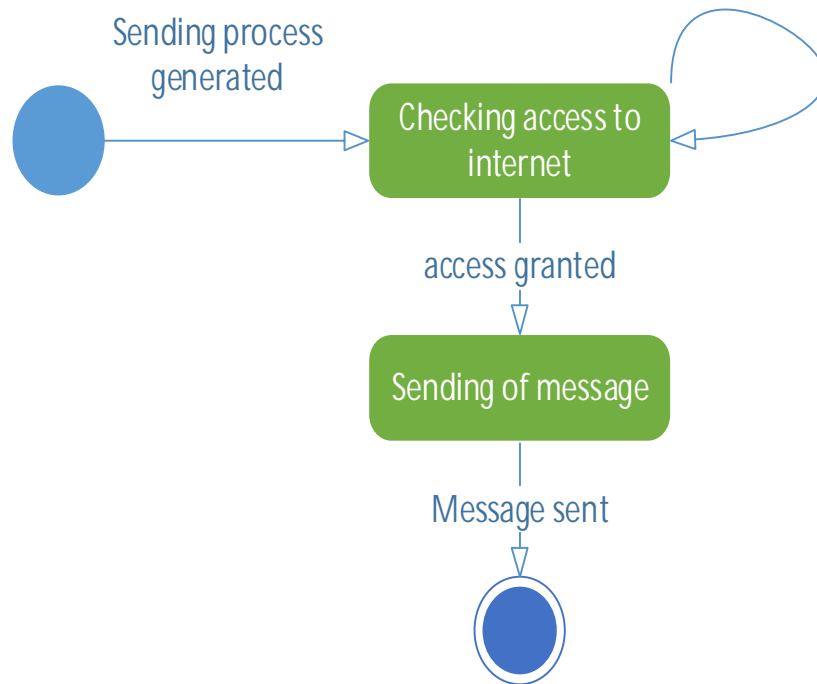 Sending process
generated
Checking access to
internet
access granted
Sending of message
Message sent